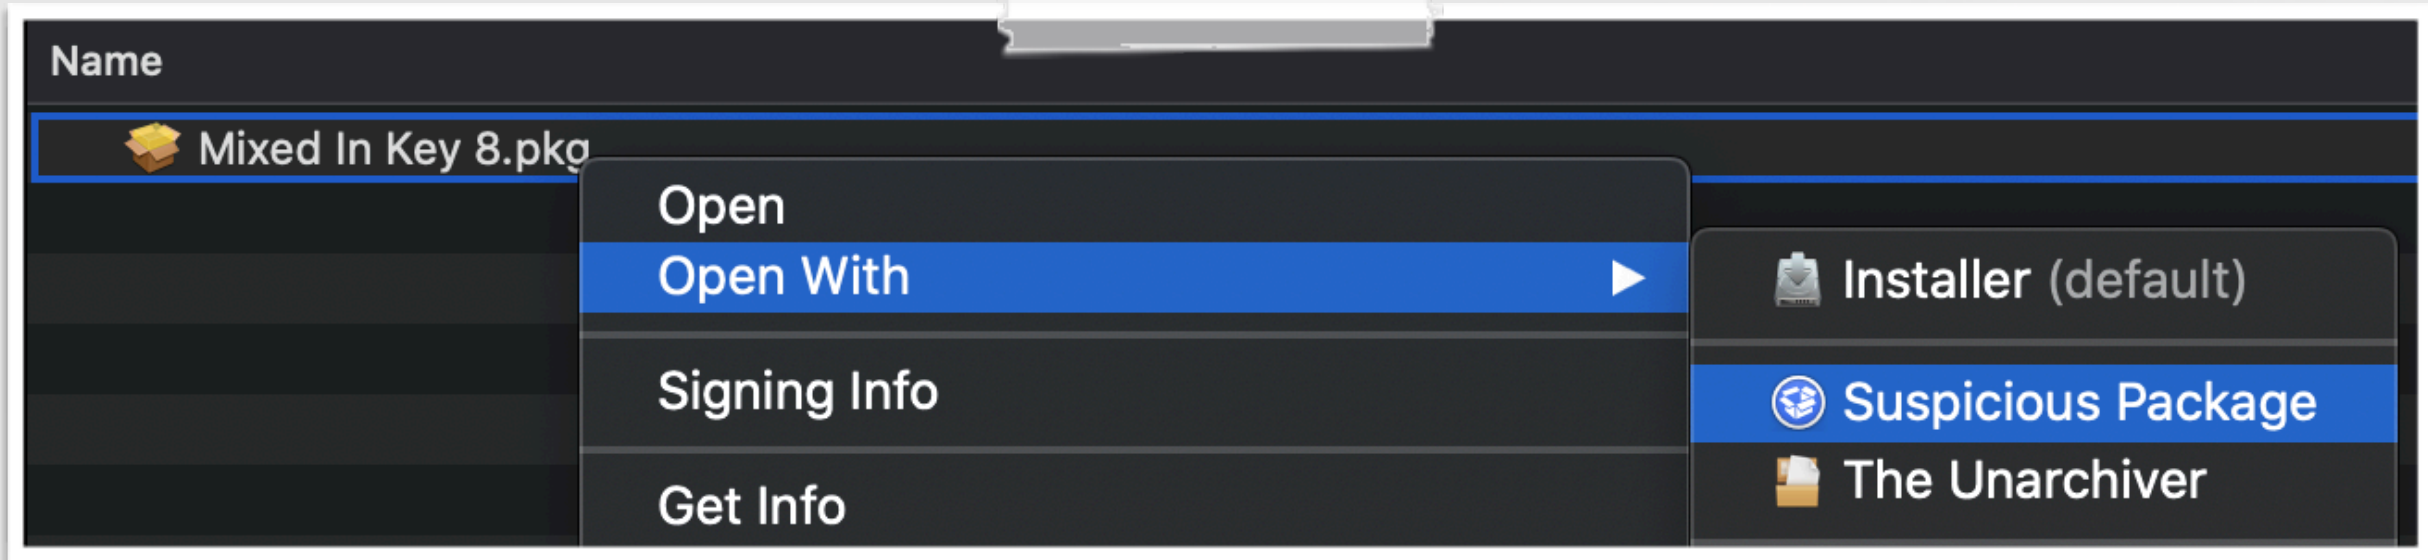 Name
Mixed In Key 8.pkg
Open
Open With
Signing Info
Get Info
Installer (default)
Suspicious Package
The Unarchiver